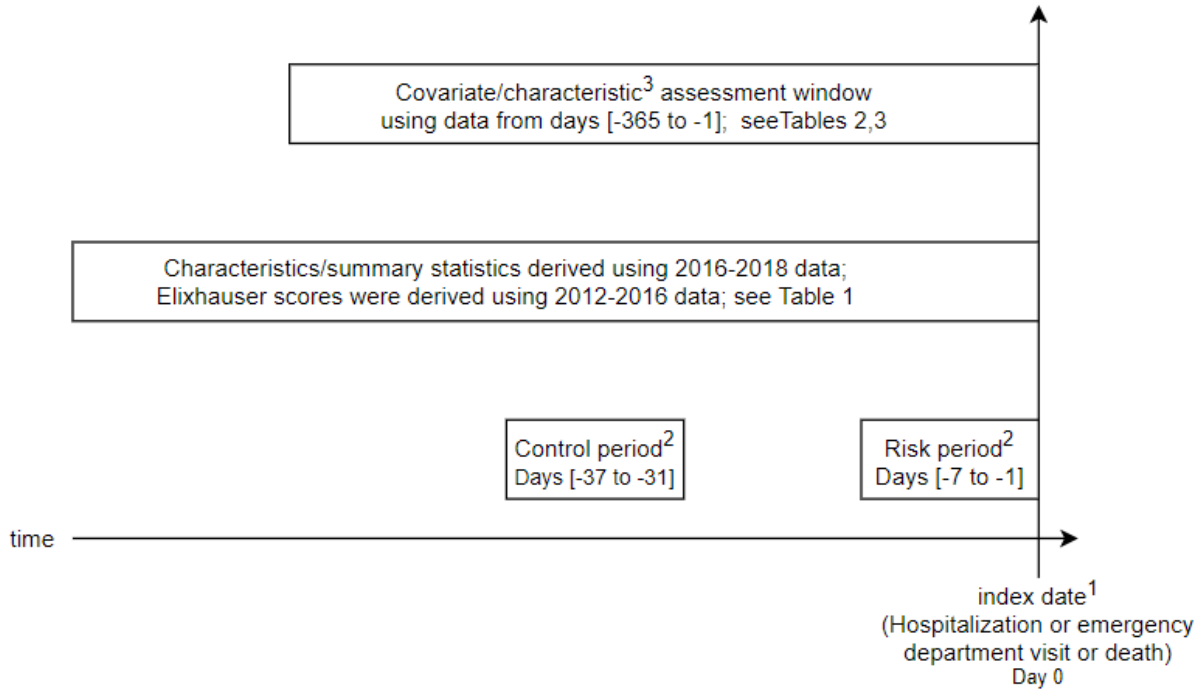 Covariate/characteristic³ assessment window
using data from days [-365 to -1]; seeTables 2,3
Characteristics/summary statistics derived using 2016-2018 data;
Elixhauser scores were derived using 2012-2016 data; see Table 1
Control period²
Days [-37 to -31]
Risk period²
Days [-7 to -1]
time
index date¹
(Hospitalization or emergency
department visit or death)
Day 0